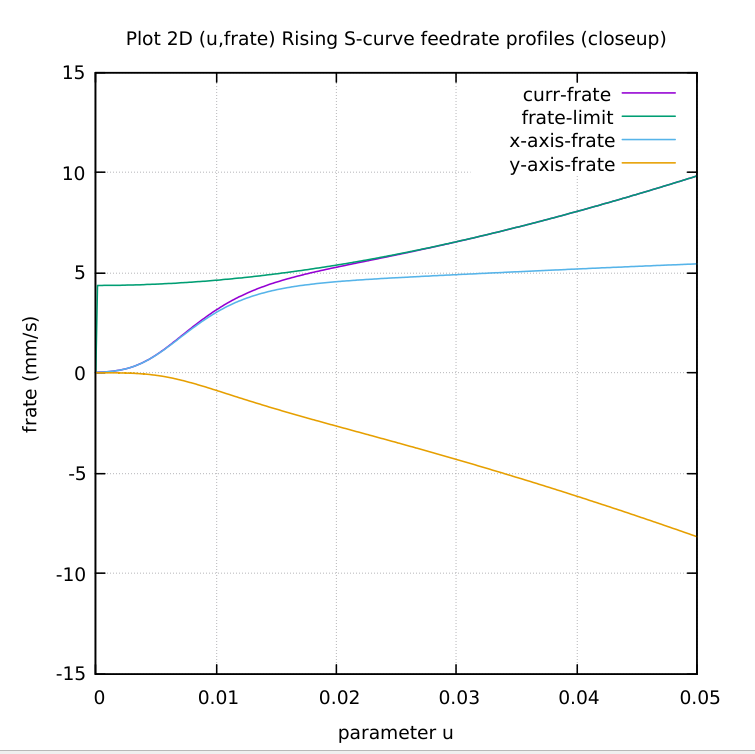 Plot 2D (u,frate) Rising S-curve feedrate profiles (closeup)
15
curr-frate
frate-limit
x-axis-frate
y-axis-frate
10
5
0
-5
-10
-15
frate (mm/s)
0 0.01 0.02 0.03 0.04 0.05
parameter u